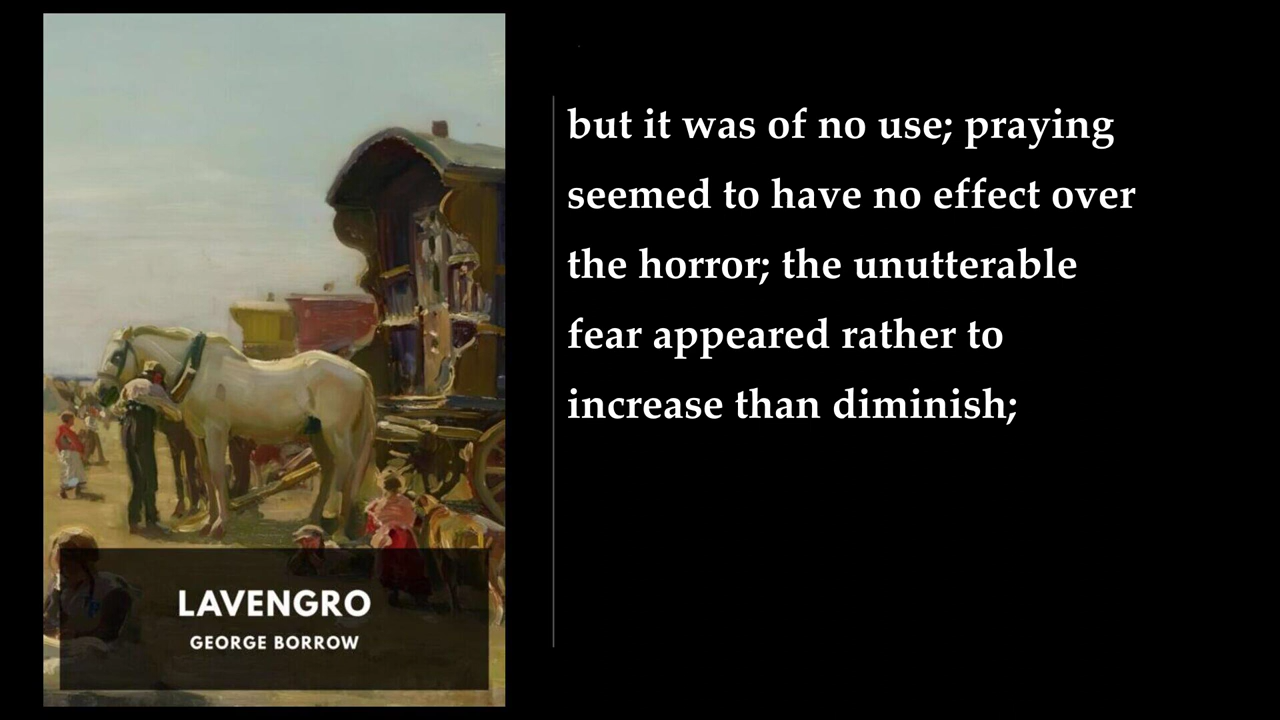 but it was of no use; praying
seemed to have no effect over
the horror; the unutterable
fear appeared rather to
increase than diminish;
LAVENGRO
GEORGE BORROW